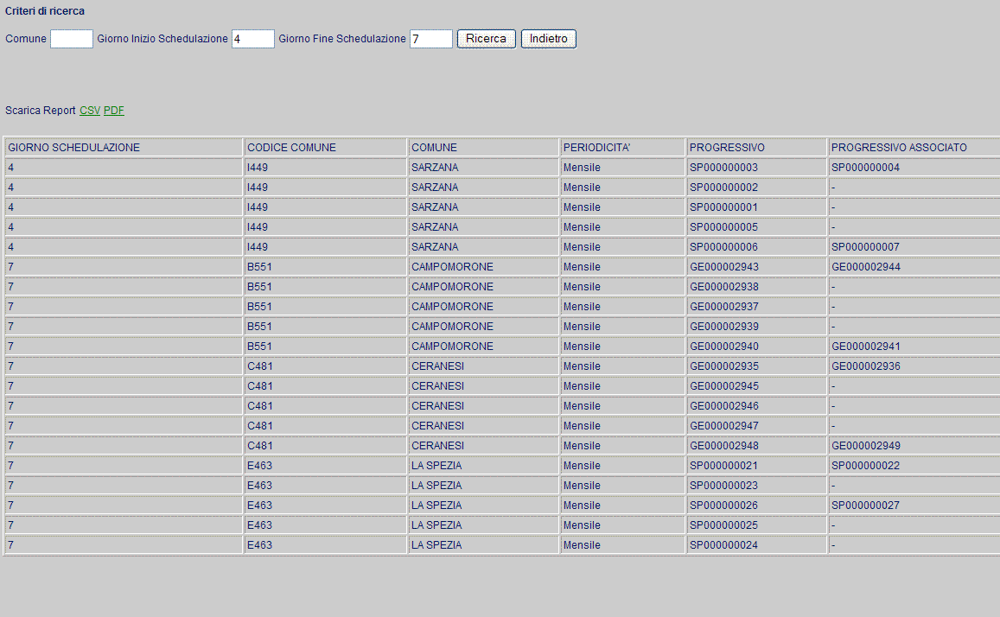 Criteri di ricerca
Comune Giorno Inizio Schedulazione 4 Giorno Fine Schedulazione 7 Ricerca Indietro
Scarica Report CSV PDF
GIORNO SCHEDULAZIONE CODICE COMUNE COMUNE PERIODICITA' PROGRESSIVO PROGRESSIVO ASSOCIATO
4 I449 SARZANA Mensile SP000000003 SP000000004
4 I449 SARZANA Mensile SP000000002 -
4 I449 SARZANA Mensile SP000000001 -
4 I449 SARZANA Mensile SP000000005 -
4 I449 SARZANA Mensile SP000000006 SP000000007
7 B551 CAMPOMORONE Mensile GE000002943 GE000002944
7 B551 CAMPOMORONE Mensile GE000002938 -
7 B551 CAMPOMORONE Mensile GE000002937 -
7 B551 CAMPOMORONE Mensile GE000002939 -
7 B551 CAMPOMORONE Mensile GE000002940 GE000002941
7 C481 CERANESI Mensile GE000002935 GE000002936
7 C481 CERANESI Mensile GE000002945 -
7 C481 CERANESI Mensile GE000002946 -
7 C481 CERANESI Mensile GE000002947 -
7 C481 CERANESI Mensile GE000002948 GE000002949
7 E463 LA SPEZIA Mensile SP000000021 SP000000022
7 E463 LA SPEZIA Mensile SP000000023 -
7 E463 LA SPEZIA Mensile SP000000026 SP000000027
7 E463 LA SPEZIA Mensile SP000000025 -
7 E463 LA SPEZIA Mensile SP000000024 -